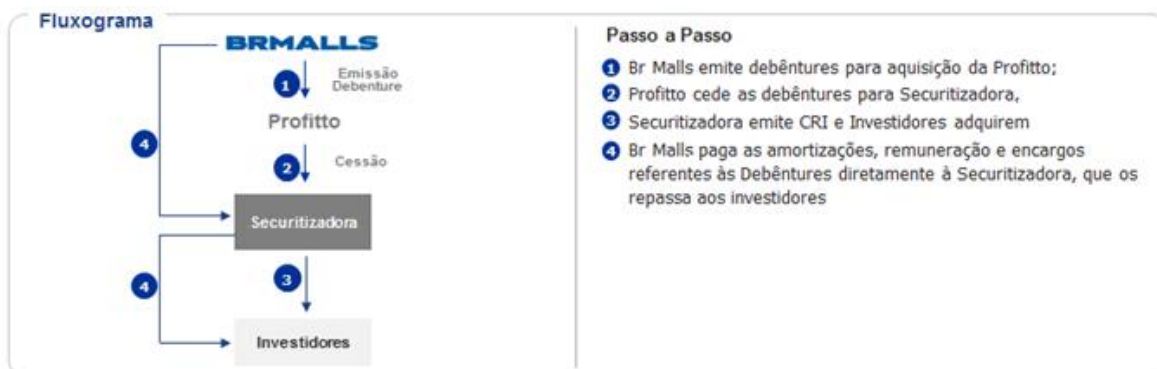 Fluxograma
BRMALLS
1
Emissão
Debenture
Profitto
4
2
Cessão
Securitizadora
4
3
Investidores
Passo a Passo
1 Br Malls emite debêntures para aquisição da Profitto;
2 Profitto cede as debêntures para Securitizadora,
3 Securitizadora emite CRI e Investidores adquirem
4 Br Malls paga as amortizações, remuneração e encargos
referentes às Debêntures diretamente à Securitizadora, que os
repassa aos investidores